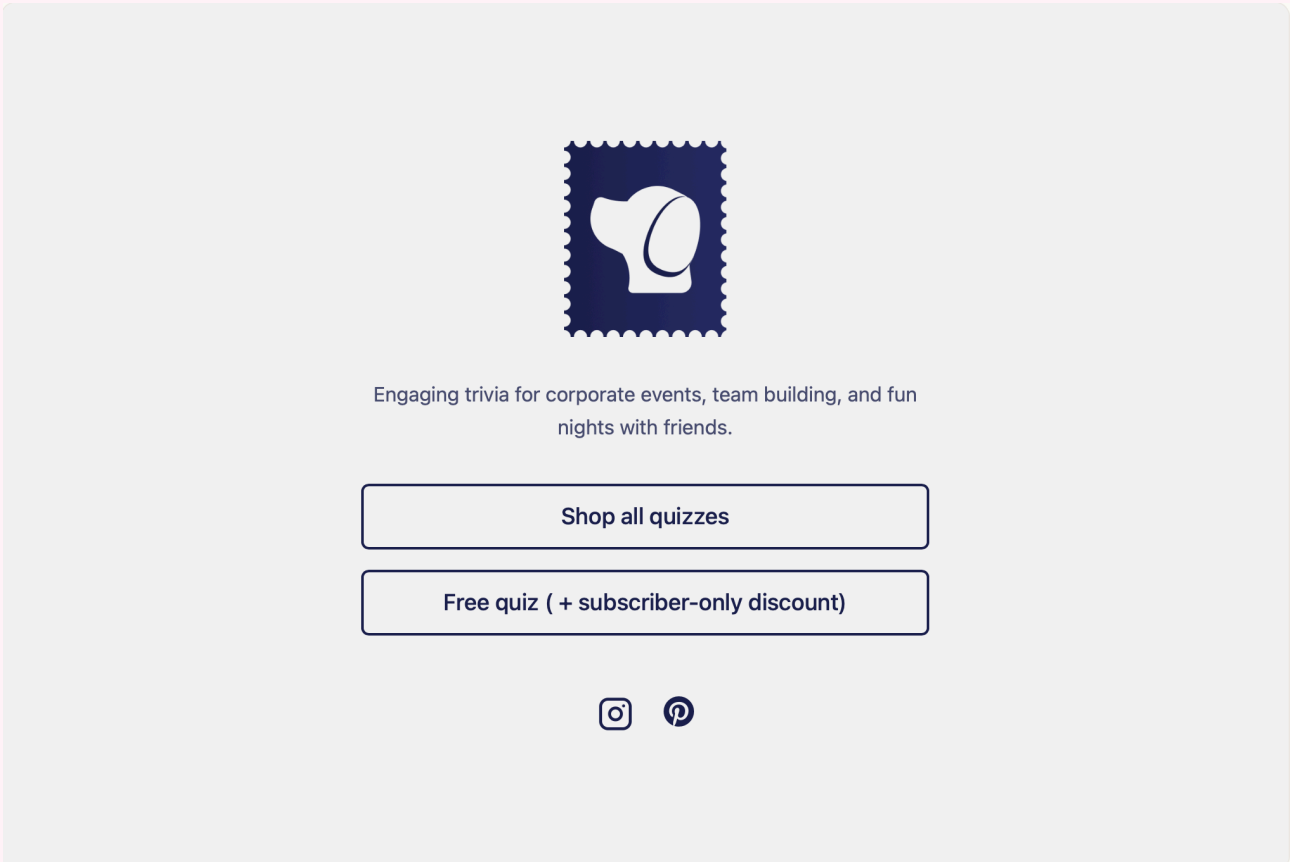 Engaging trivia for corporate events, team building, and fun
nights with friends.
Shop all quizzes
Free quiz ( + subscriber-only discount)